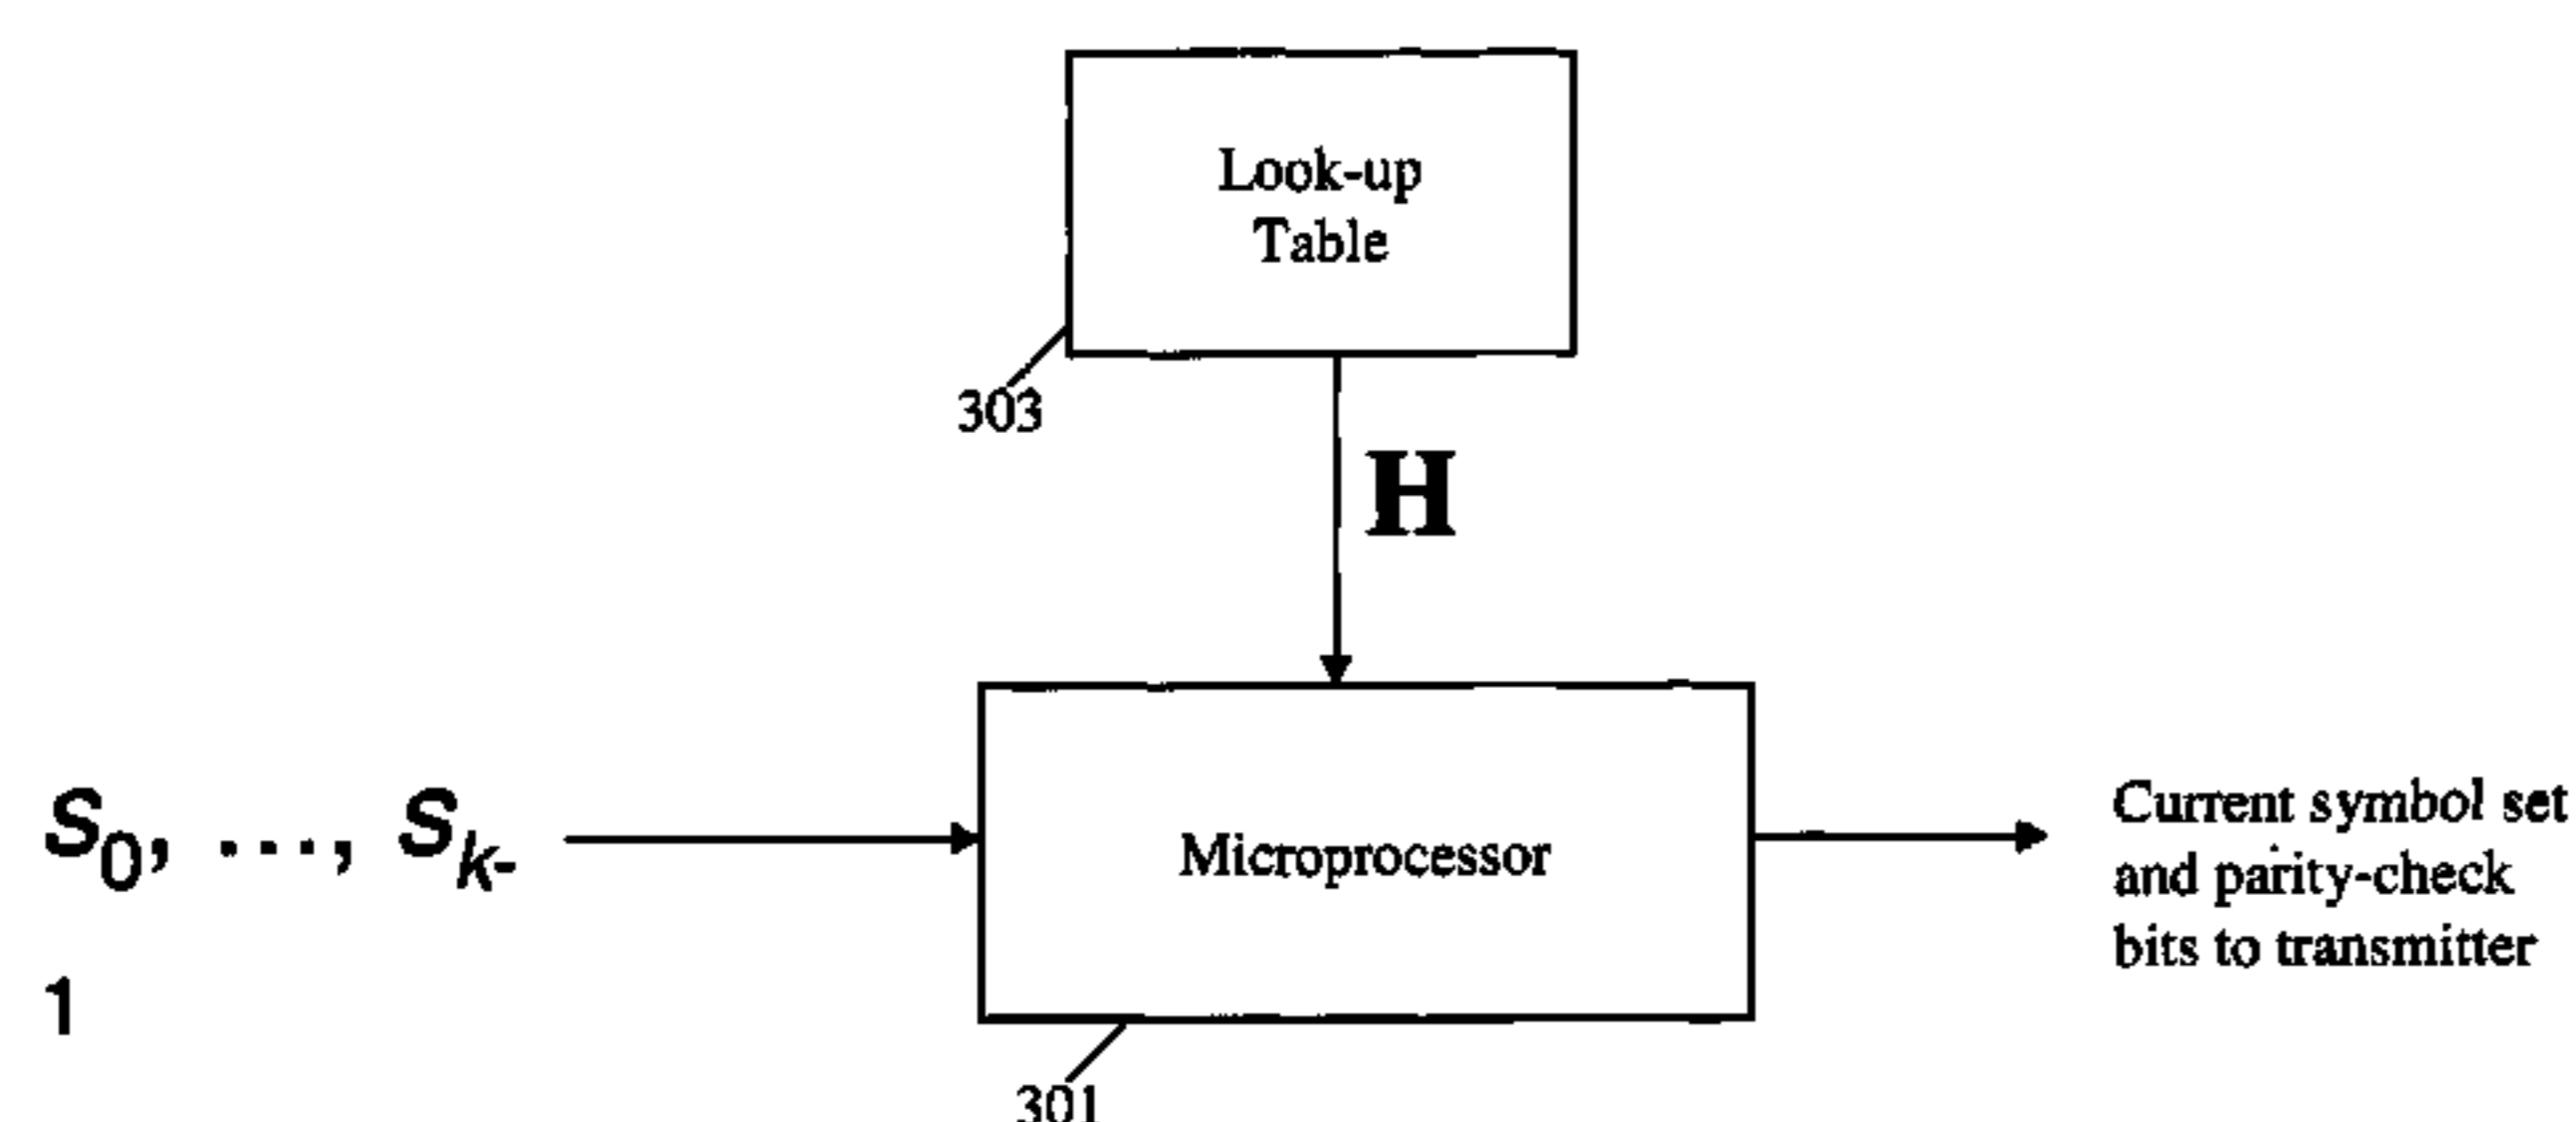 Look-up
Table
303
H
S0, ..., Sk-
1
Microprocessor
301
Current symbol set
and parity-check
bits to transmitter